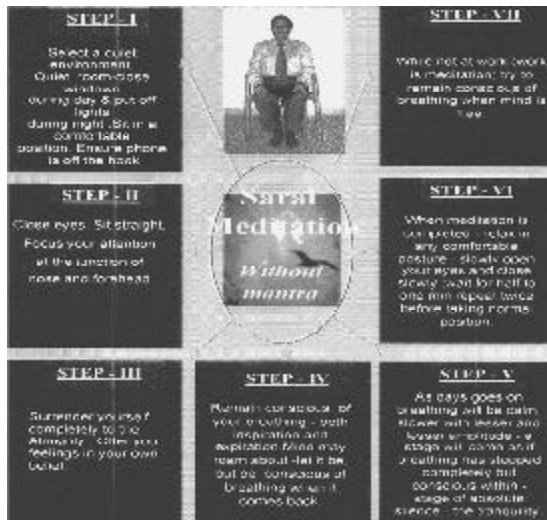 STEP - I
Select a quiet
environment
Quiet room-close
windows
during day & put off
lights
during night .Sit in a
comfortable
position. Ensure phone
is off the hook
STEP - II
Close eyes. Sit straight.
Focus your attention
at the junction of
nose and forehead
STEP - III
Surrender yourself
completely to the
Almighty. Offer you
feelings in your own
belief.
STEP - IV
Remain conscious of
your breathing - both
inspiration and
expiration Mind may
roam about -let it be
but be conscious of
breathing when it
comes back
STEP - V
As days goes on
breathing will be calm
slower with lesser and
lesser amplitude - a
stage will come as if
breathing has stopped
completely but
conscious within -
stage of absolute
silence - the tranquility.
STEP - VI
When meditation is
completed -relax in
any comfortable
posture - slowly open
your eyes and close
slowly .wait for half to
one min repeat twice
before taking normal
position.
STEP - VII
While not at work (work
is meditation; try to
remain conscious of
breathing when mind is
free.
Saral
Meditation
Without
mantra